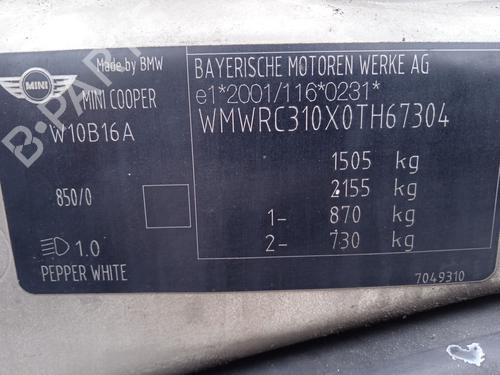 MINI
Made by BMW
MINI COOPER
W10B16A
850/0
1.0
PEPPER WHITE
BAYERISCHE MOTOREN WERKE AG
e1*2001/116*0231*
WMWRC310X0TH67304
1505 kg
2155 kg
1- 870 kg
2- 730 kg
7049310
B-PARTS